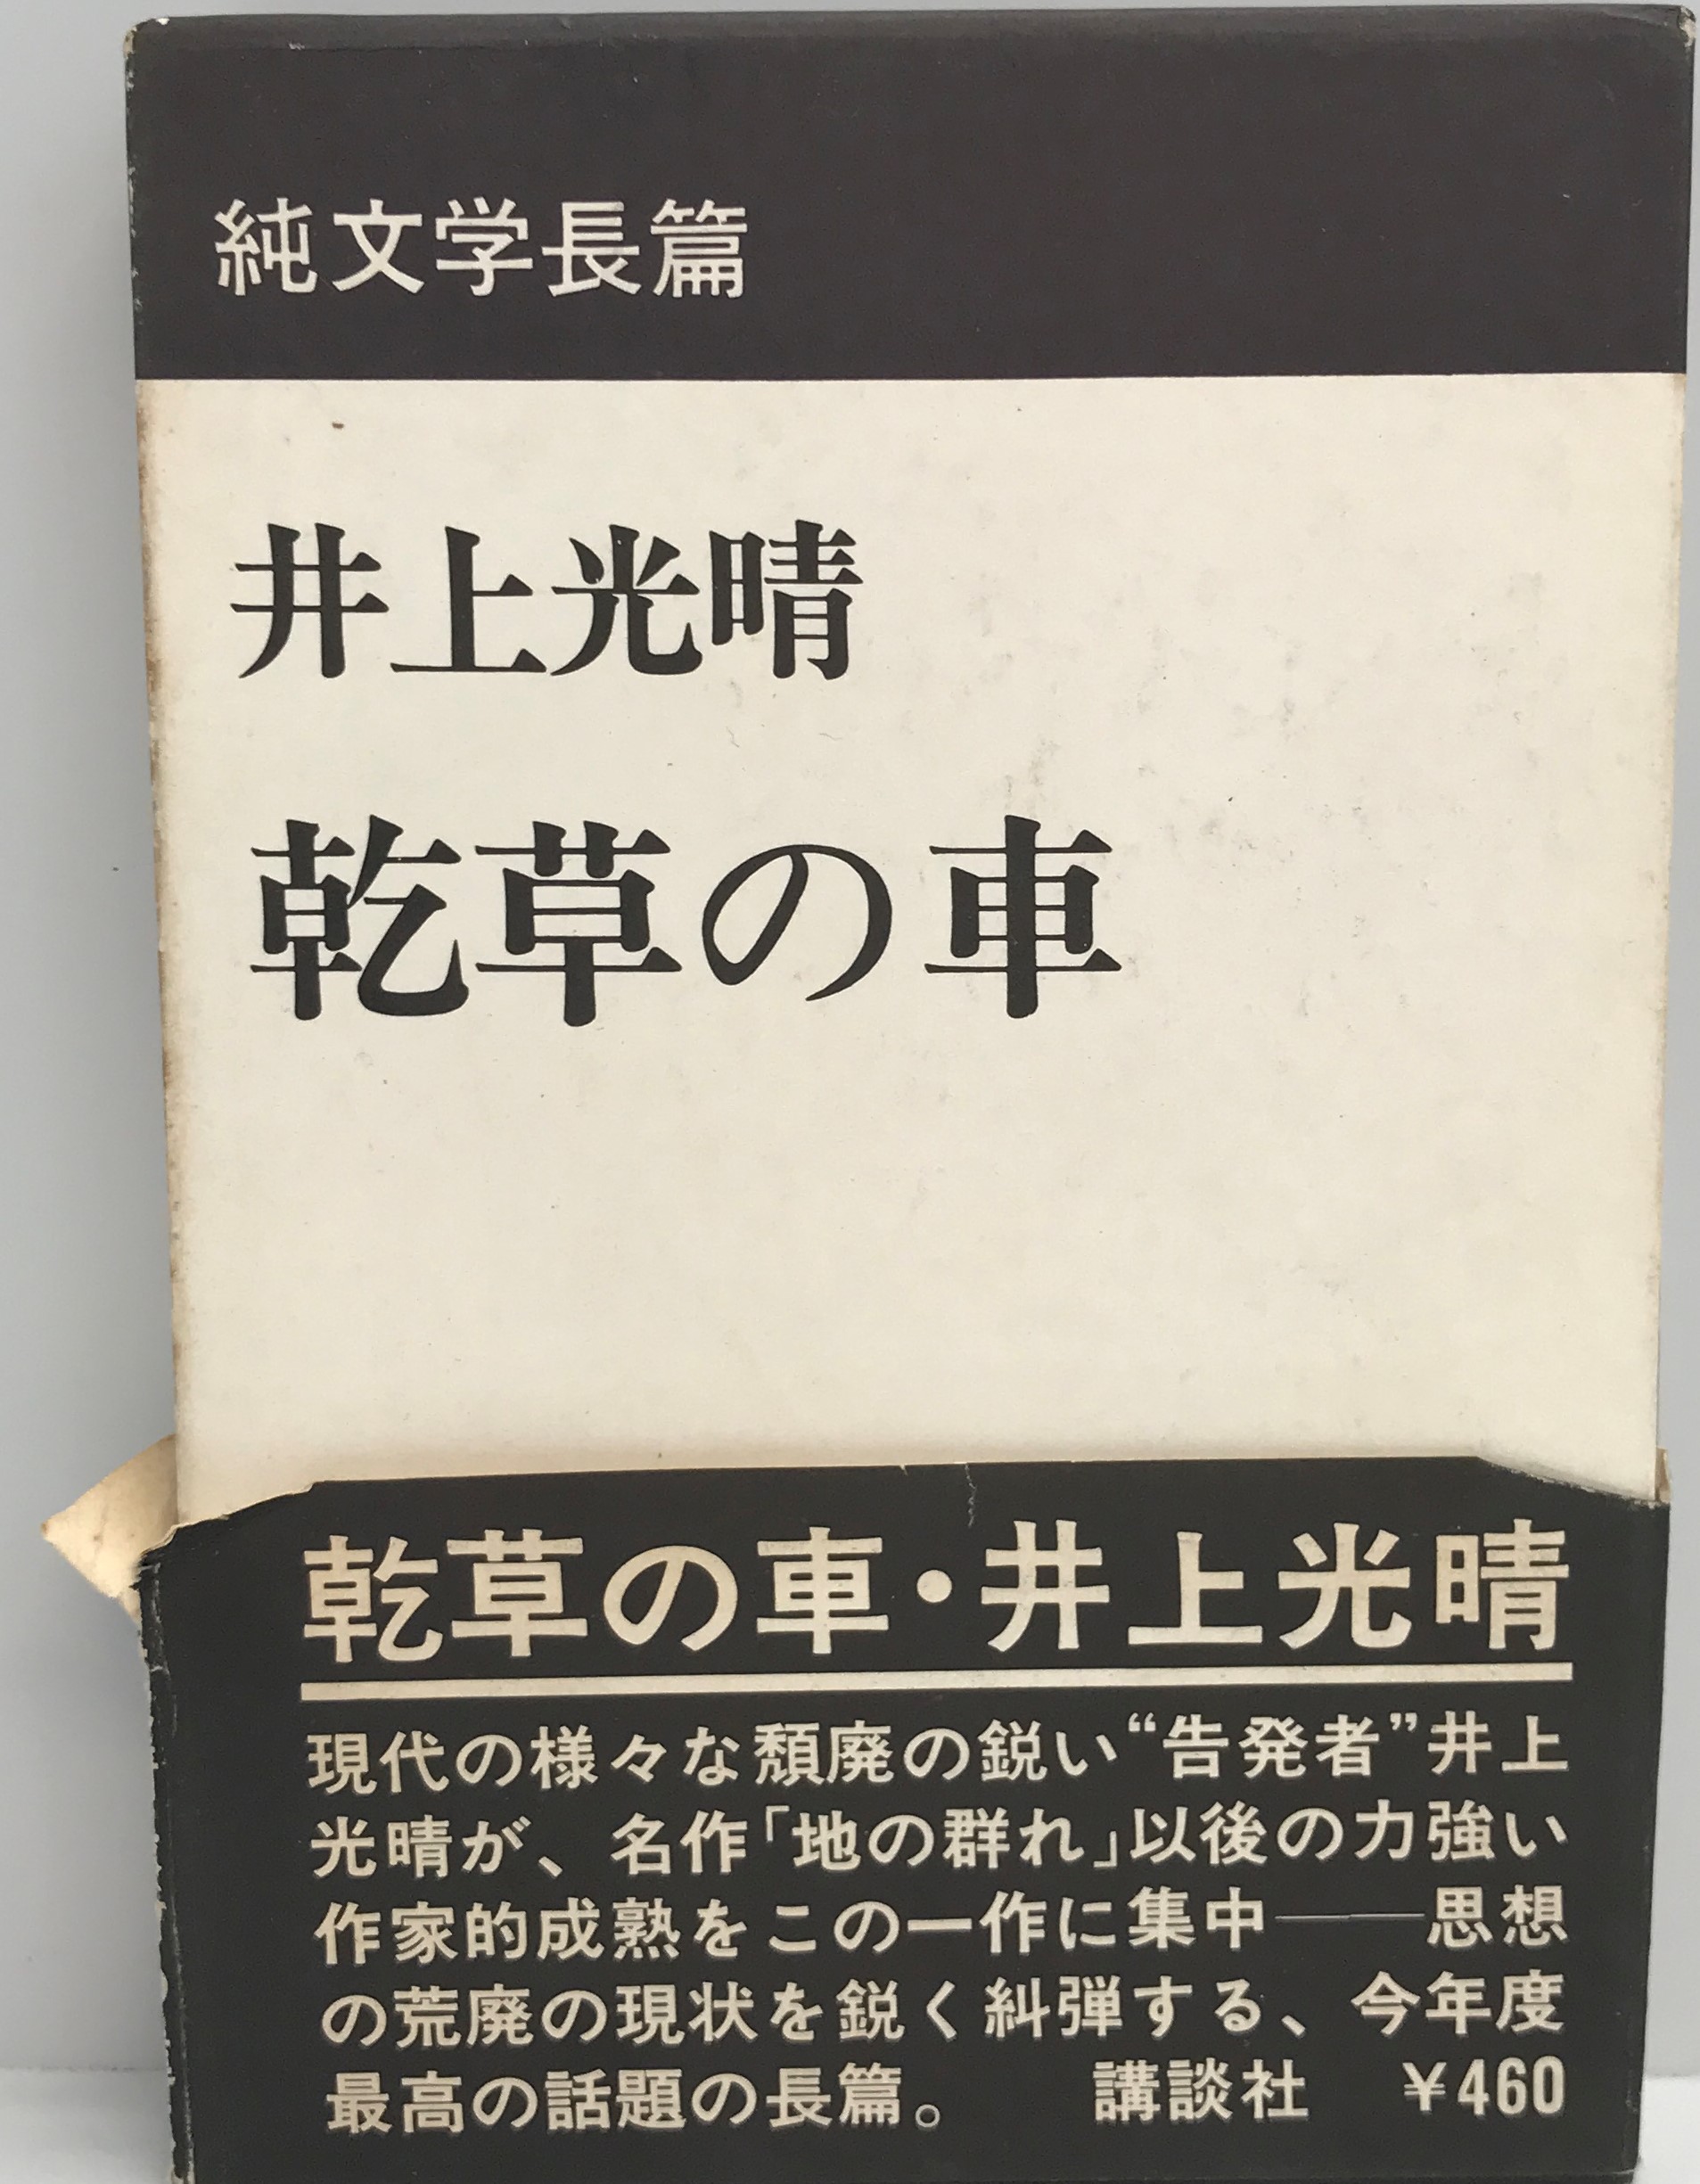 純文学長篇
井上光晴
乾草の車
乾草の車・井上光晴
現代の様々な頽廃の鋭い“告発者”井上
光晴が、名作「地の群れ」以後の力強い
作家的成熟をこの一作に集中――思想
の荒廃の現状を鋭く糾弾する、今年度
最高の話題の長篇。　講談社　¥460